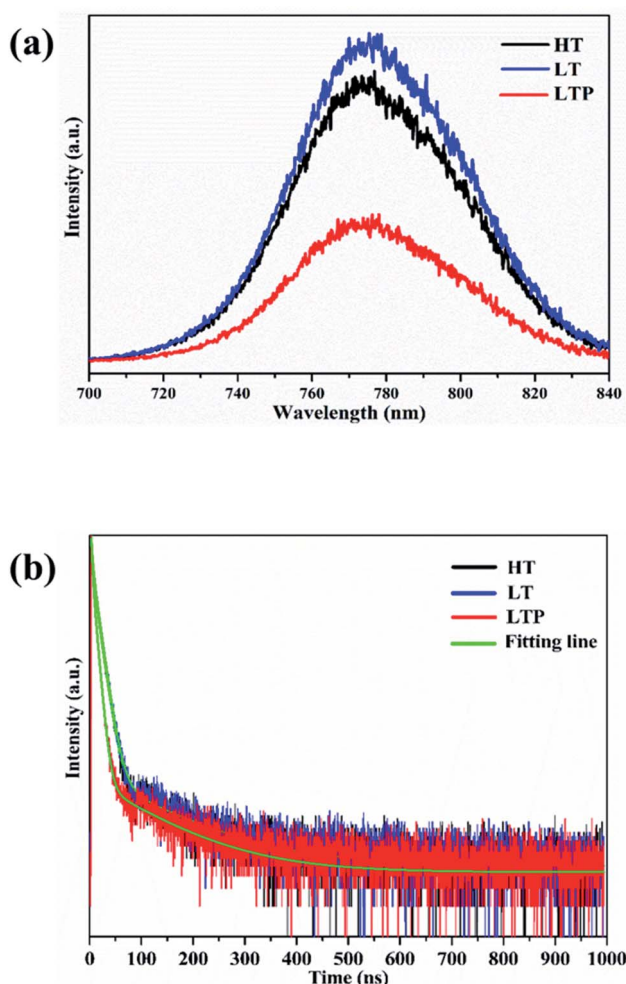 (a)
HT
LT
LTP
Intensity (a.u.)
700 720 740 760 780 800 820 840
Wavelength (nm)
(b)
HT
LT
LTP
Fitting line
Intensity (a.u.)
0 100 200 300 400 500 600 700 800 900 1000
Time (ns)